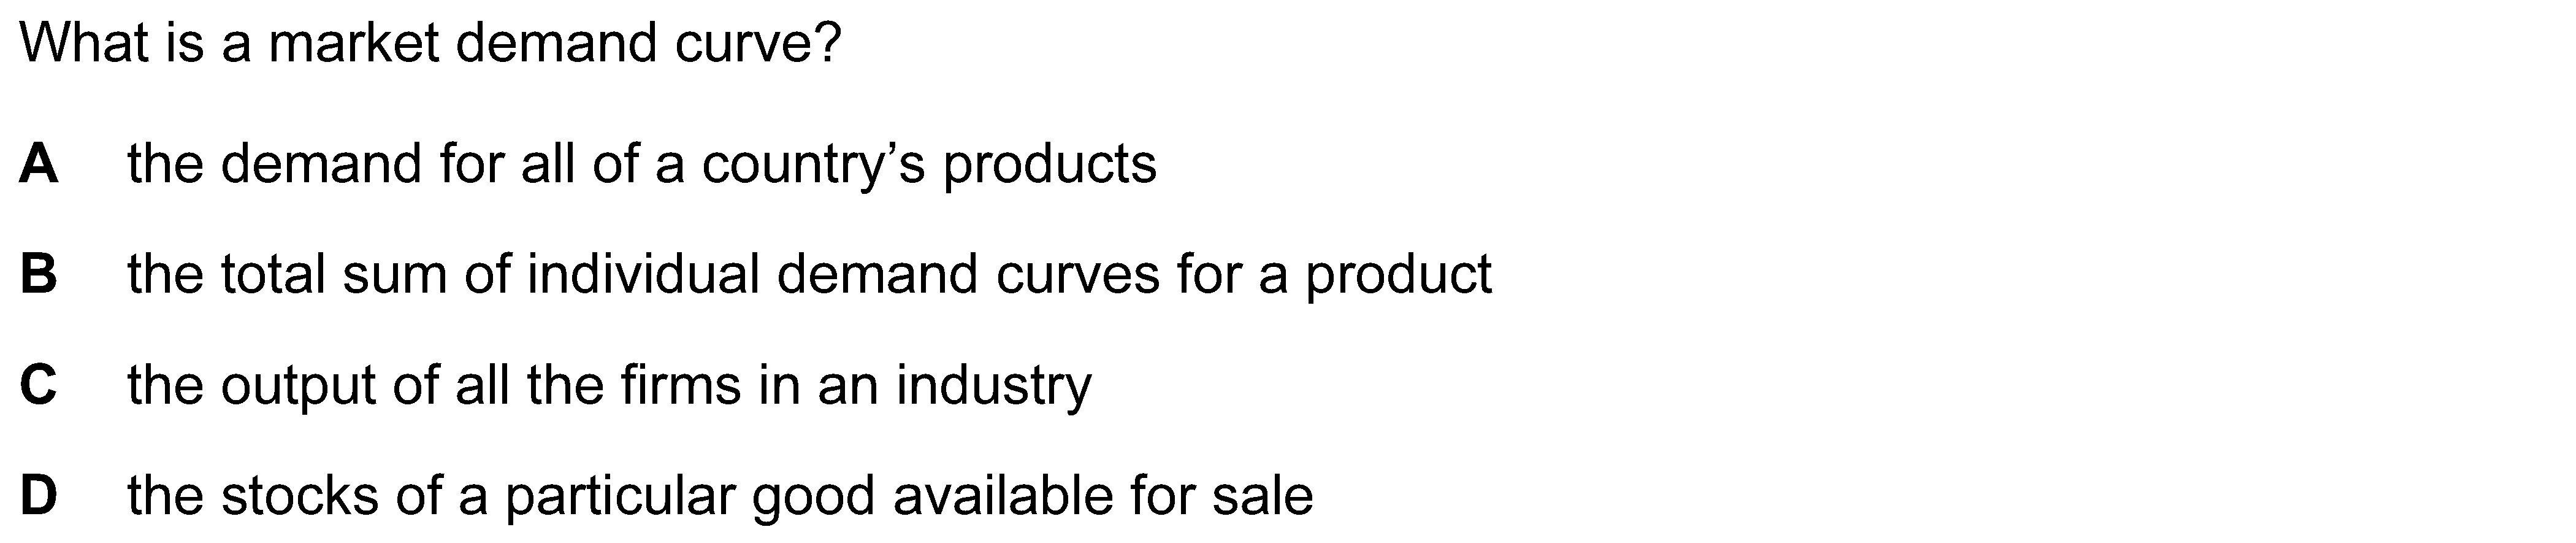 What is a market demand curve?
A the demand for all of a country’s products
B the total sum of individual demand curves for a product
C the output of all the firms in an industry
D the stocks of a particular good available for sale